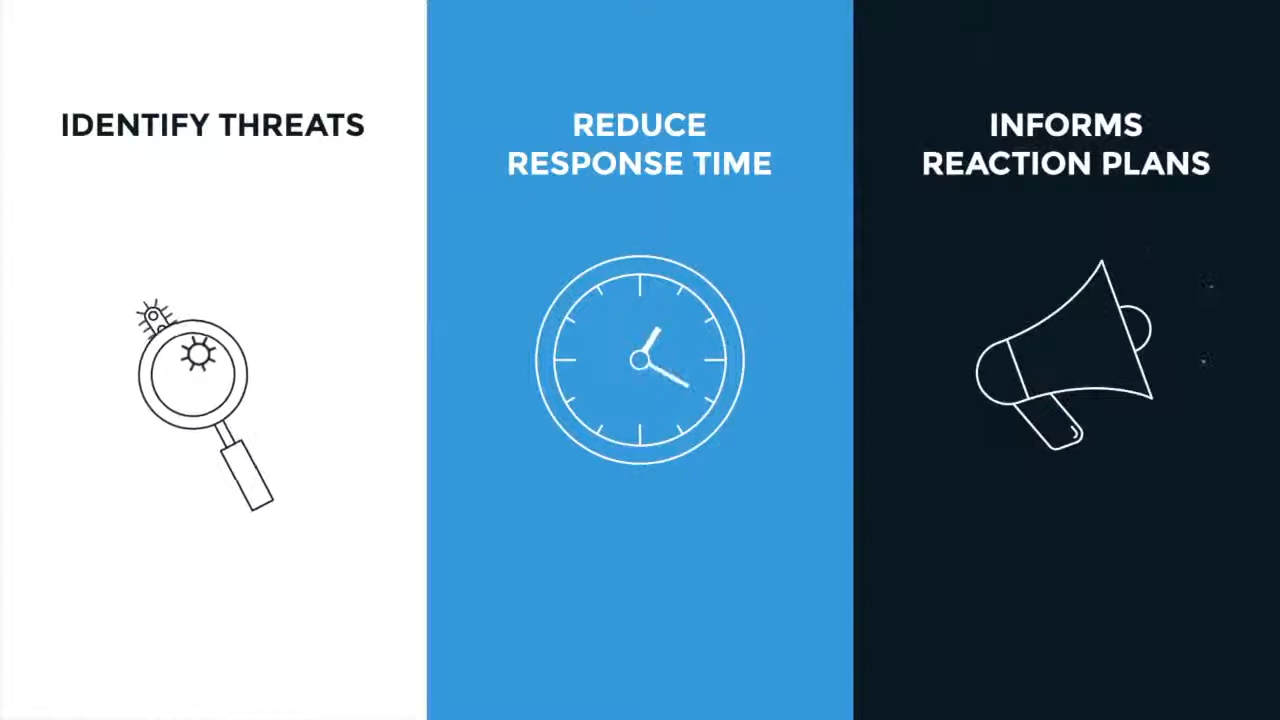 IDENTIFY THREATS
REDUCE
RESPONSE TIME
INFORMS
REACTION PLANS